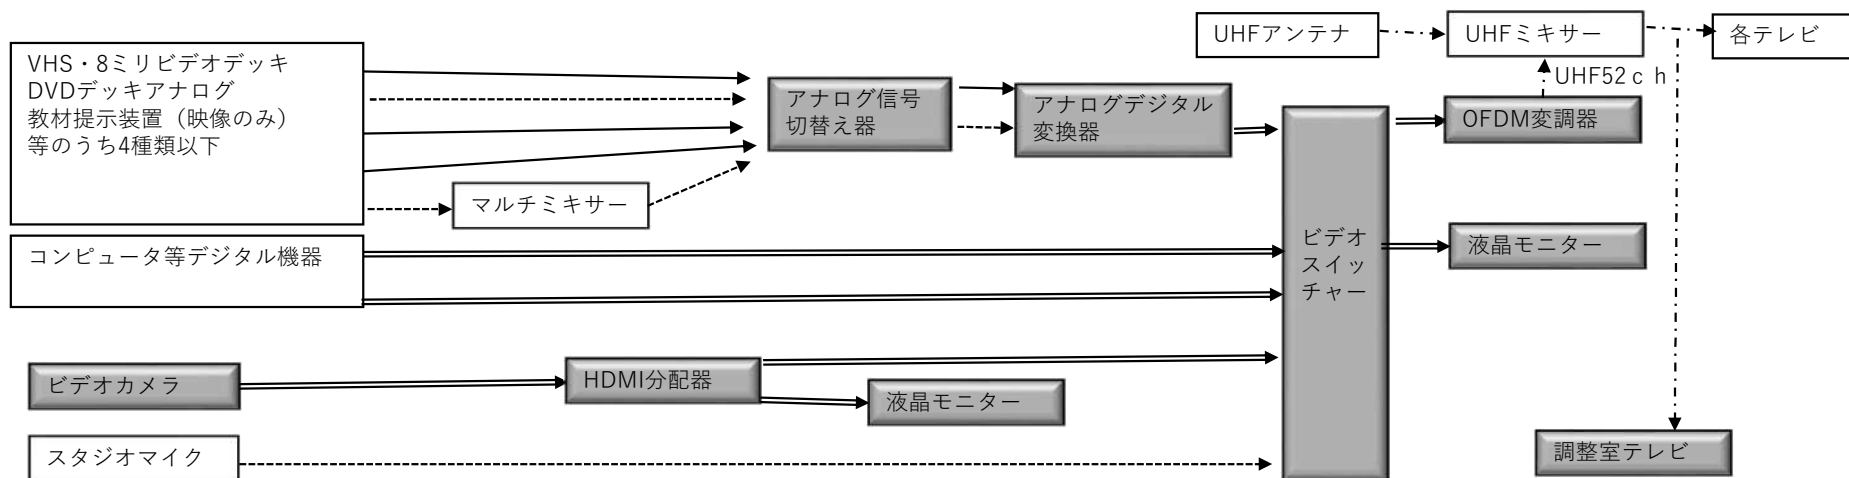 UHFアンテナ
UHFミキサー
各テレビ
VHS・8ミリビデオデッキ
DVDデッキアナログ
教材提示装置（映像のみ）
等のうち4種類以下
アナログ信号
切替え器
アナログデジタル
変換器
UHF52ｃｈ
OFDM変調器
マルチミキサー
コンピュータ等デジタル機器
ビデオ
スイッ
チャー
液晶モニター
ビデオカメラ
HDMI分配器
液晶モニター
スタジオマイク
調整室テレビ